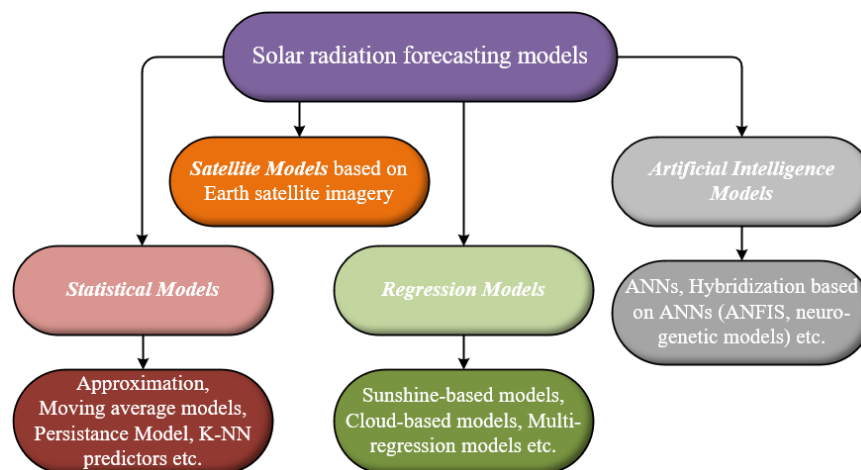 Solar radiation forecasting models
Satellite Models based on
Earth satellite imagery
Artificial Intelligence
Models
Statistical Models
Regression Models
ANNs, Hybridization based
on ANNs (ANFIS, neuro-
genetic models) etc.
Approximation,
Moving average models,
Persistance Model, K-NN
predictors etc.
Sunshine-based models,
Cloud-based models, Multi-
regression models etc.